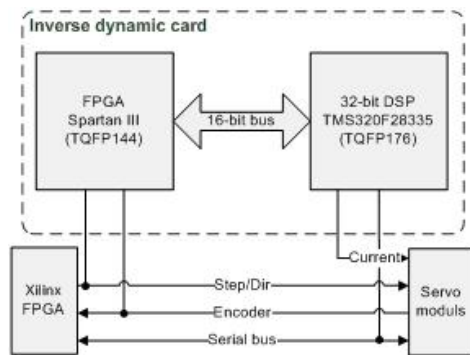 Inverse dynamic card
FPGA
Spartan III
(TQFP144)
16-bit bus
32-bit DSP
TMS320F28335
(TQFP176)
Current
Xilinx
FPGA
Step/Dir
Encoder
Serial bus
Servo
moduls